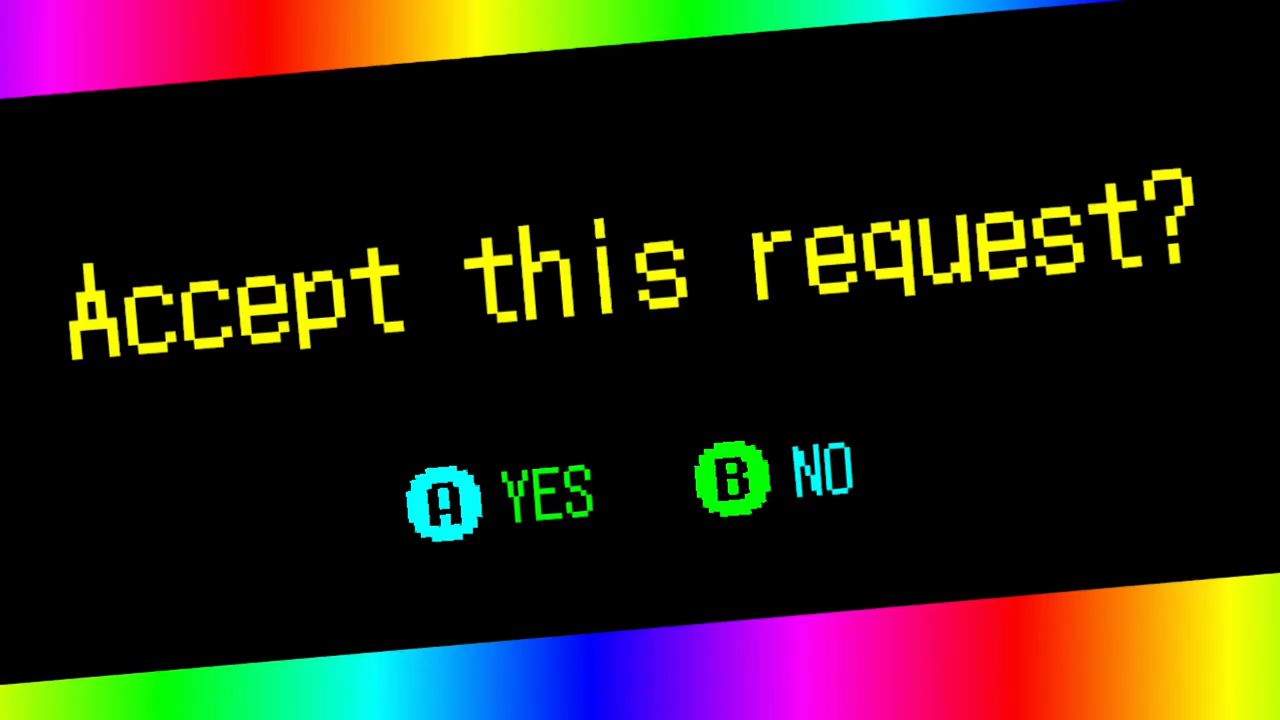 Accept this request?
A YES B NO